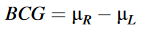 BCG = μ_R − μ_L